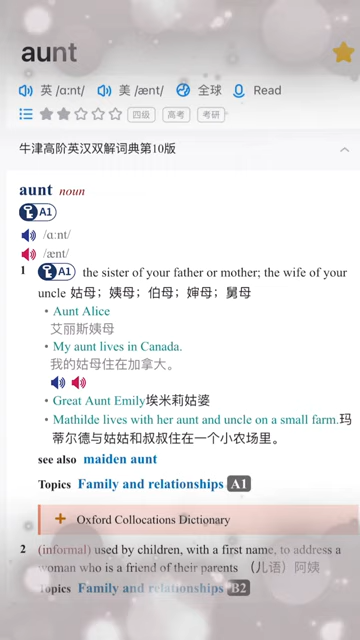 aunt
英 /ɑːnt/ 美 /ænt/ 全球 Read
四级 高考 考研
牛津高阶英汉双解词典第10版
aunt noun
A1
/ɑːnt/
/ænt/
1 A1 the sister of your father or mother; the wife of your
uncle 姑母；姨母；伯母；婶母；舅母
• Aunt Alice
艾丽斯姨母
• My aunt lives in Canada.
我的姑母住在加拿大。
• Great Aunt Emily埃米莉姑婆
• Mathilde lives with her aunt and uncle on a small farm.玛
蒂尔德与姑姑和叔叔住在一个小农场里。
see also maiden aunt
Topics Family and relationships A1
+ Oxford Collocations Dictionary
2 (informal) used by children, with a first name, to address a
woman who is a friend of their parents （儿语）阿姨
Topics Family and relationships B2